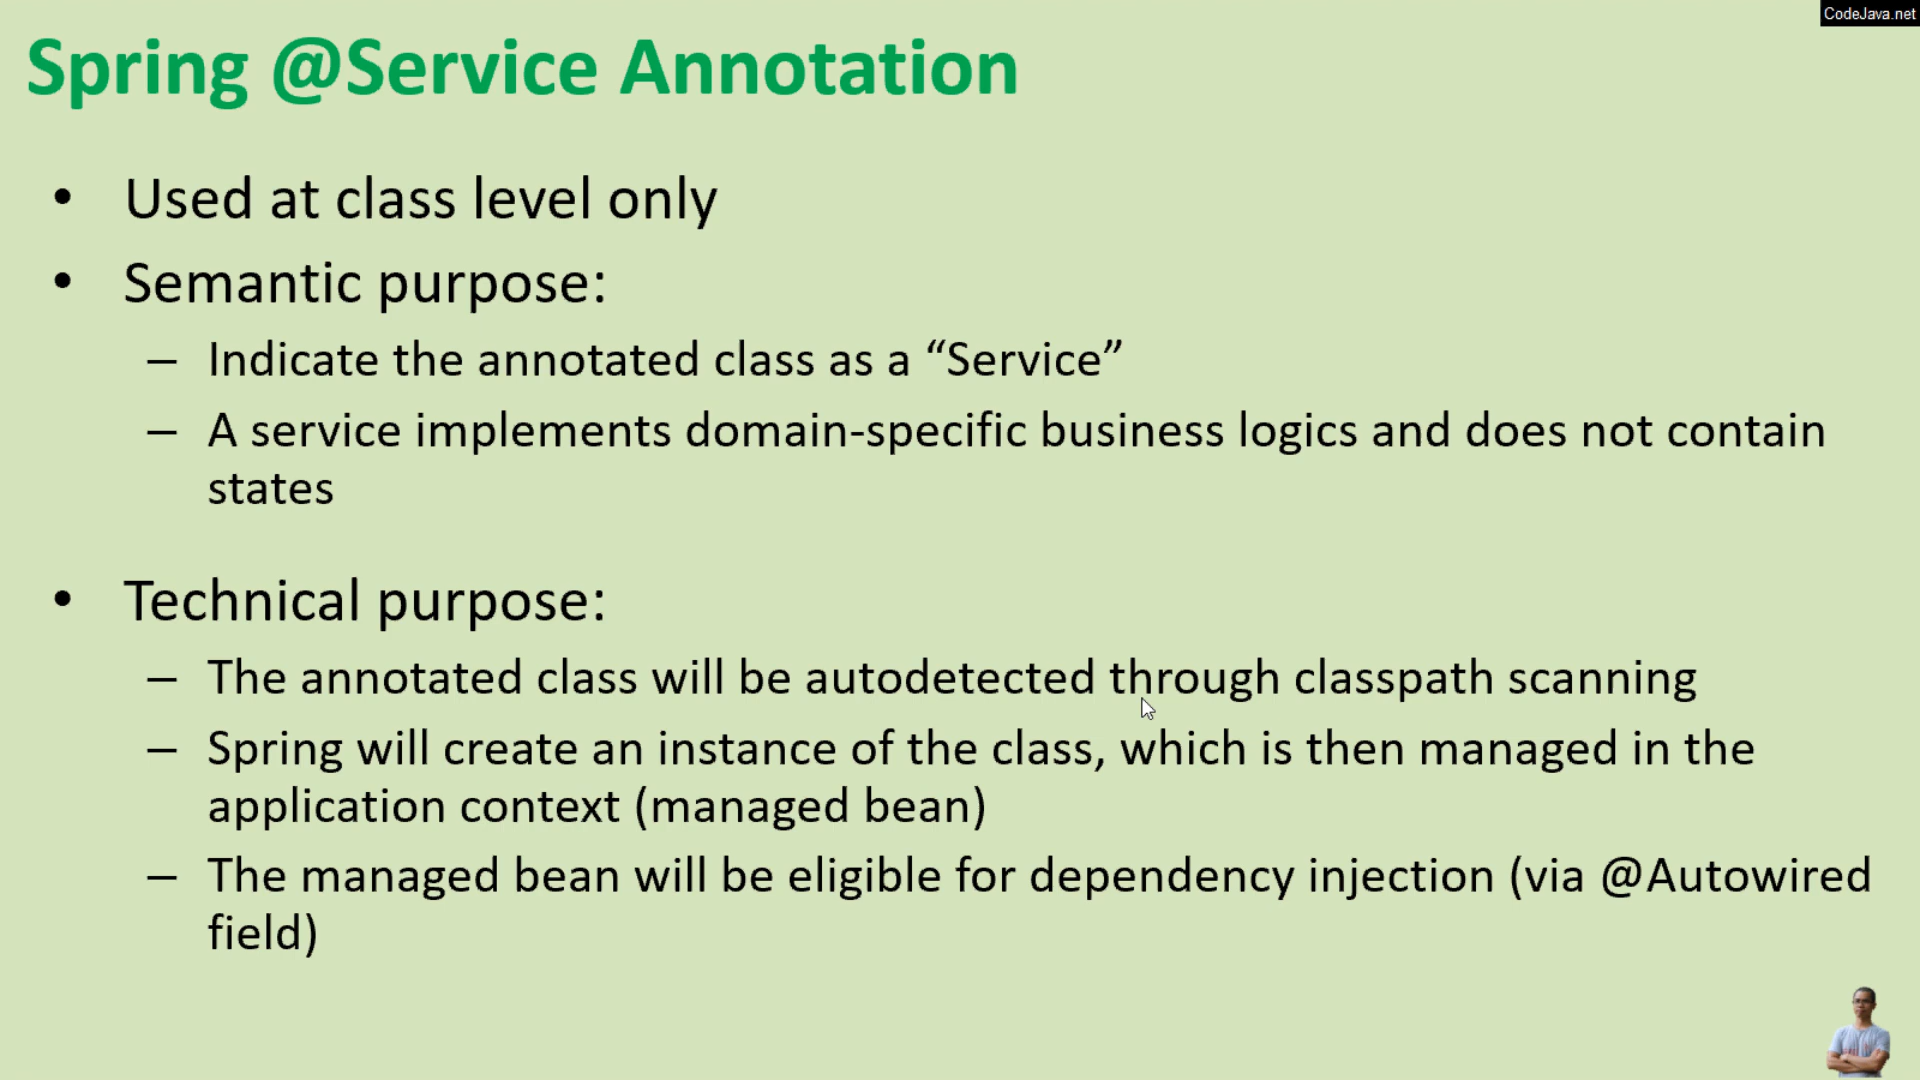 CodeJava.net
Spring @Service Annotation
• Used at class level only
• Semantic purpose:
– Indicate the annotated class as a “Service”
– A service implements domain-specific business logics and does not contain
states
• Technical purpose:
– The annotated class will be autodetected through classpath scanning
– Spring will create an instance of the class, which is then managed in the
application context (managed bean)
– The managed bean will be eligible for dependency injection (via @Autowired
field)